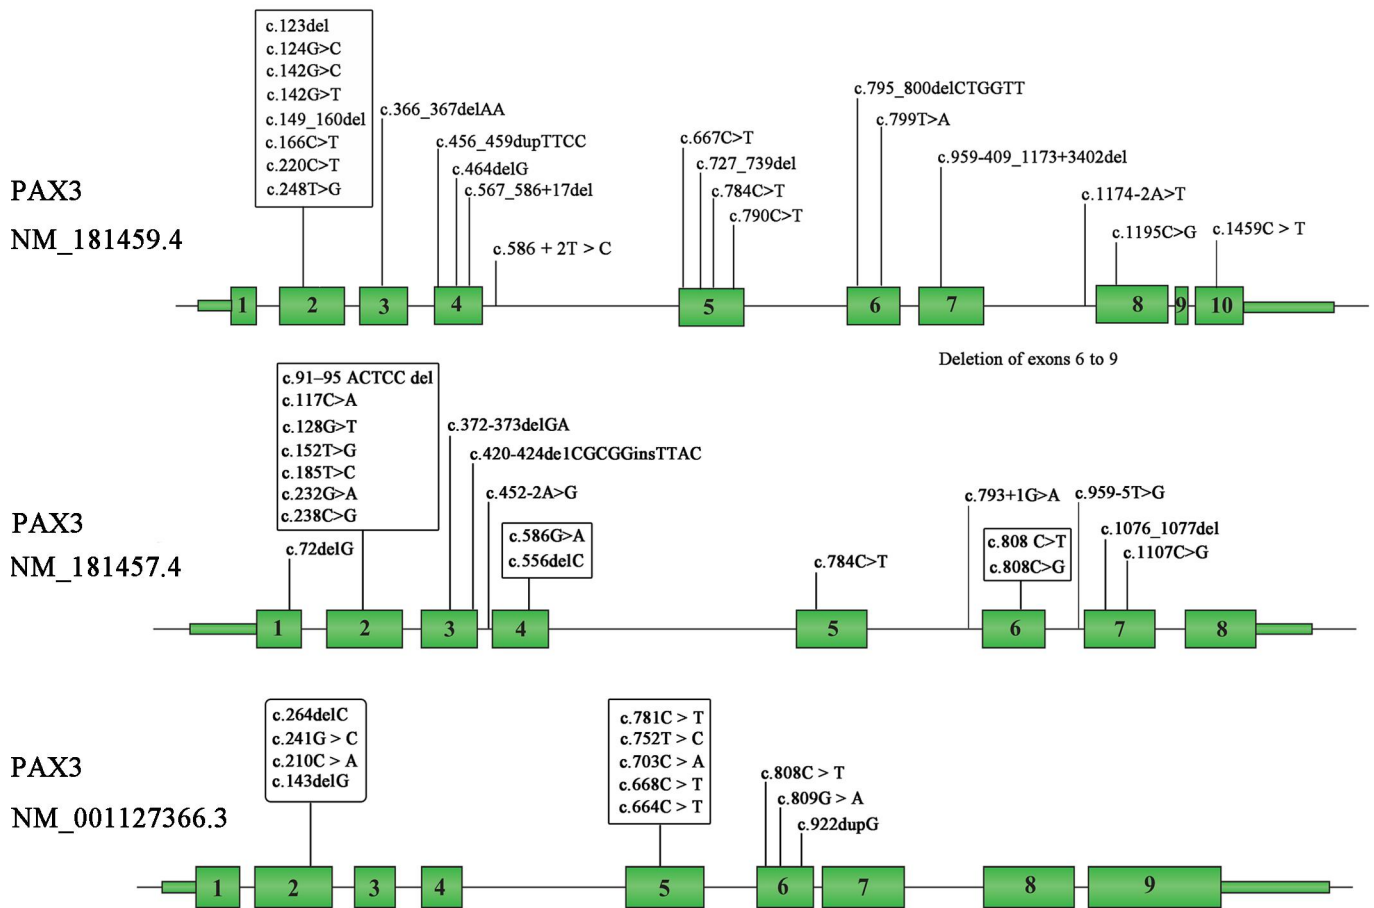 c.123del
c.124G>C
c.142G>C
c.142G>T
c.149_160del
c.166C>T
c.220C>T
c.248T>G
c.366_367delAA
c.456_459dupTTCC
c.464delG
c.567_586+17del
c.586 + 2T > C
c.667C>T
c.727_739del
c.784C>T
c.790C>T
c.795_800delCTGGTT
c.799T>A
c.959-409_1173+3402del
c.1174-2A>T
c.1195C>G
c.1459C > T
PAX3
NM_181459.4
1 2 3 4 5 6 7 8 9 10
Deletion of exons 6 to 9
c.91–95 ACTCC del
c.117C>A
c.128G>T
c.152T>G
c.185T>C
c.232G>A
c.238C>G
c.72delG
c.372-373delGA
c.420-424de1CGCGGinsTTAC
c.452-2A>G
c.586G>A
c.556delC
c.784C>T
c.793+1G>A
c.808 C>T
c.808C>G
c.959-5T>G
c.1076_1077del
c.1107C>G
PAX3
NM_181457.4
1 2 3 4 5 6 7 8
c.264delC
c.241G > C
c.210C > A
c.143delG
c.781C > T
c.752T > C
c.703C > A
c.668C > T
c.664C > T
c.808C > T
c.809G > A
c.922dupG
PAX3
NM_001127366.3
1 2 3 4 5 6 7 8 9